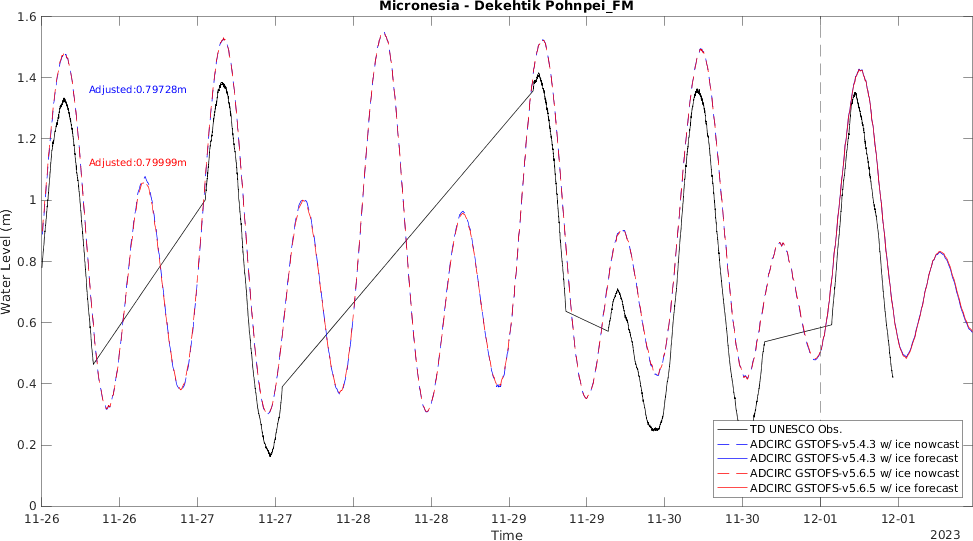 Micronesia - Dekehtik Pohnpei_FM
1.6
1.4
1.2
1
0.8
0.6
0.4
0.2
0
Water Level (m)
Adjusted:0.79728m
Adjusted:0.79999m
TD UNESCO Obs.
ADCIRC GSTOFS-v5.4.3 w/ ice nowcast
ADCIRC GSTOFS-v5.4.3 w/ ice forecast
ADCIRC GSTOFS-v5.6.5 w/ ice nowcast
ADCIRC GSTOFS-v5.6.5 w/ ice forecast
11-26 11-26 11-27 11-27 11-28 11-28 11-29 11-29 11-30 11-30 12-01 12-01
Time
2023